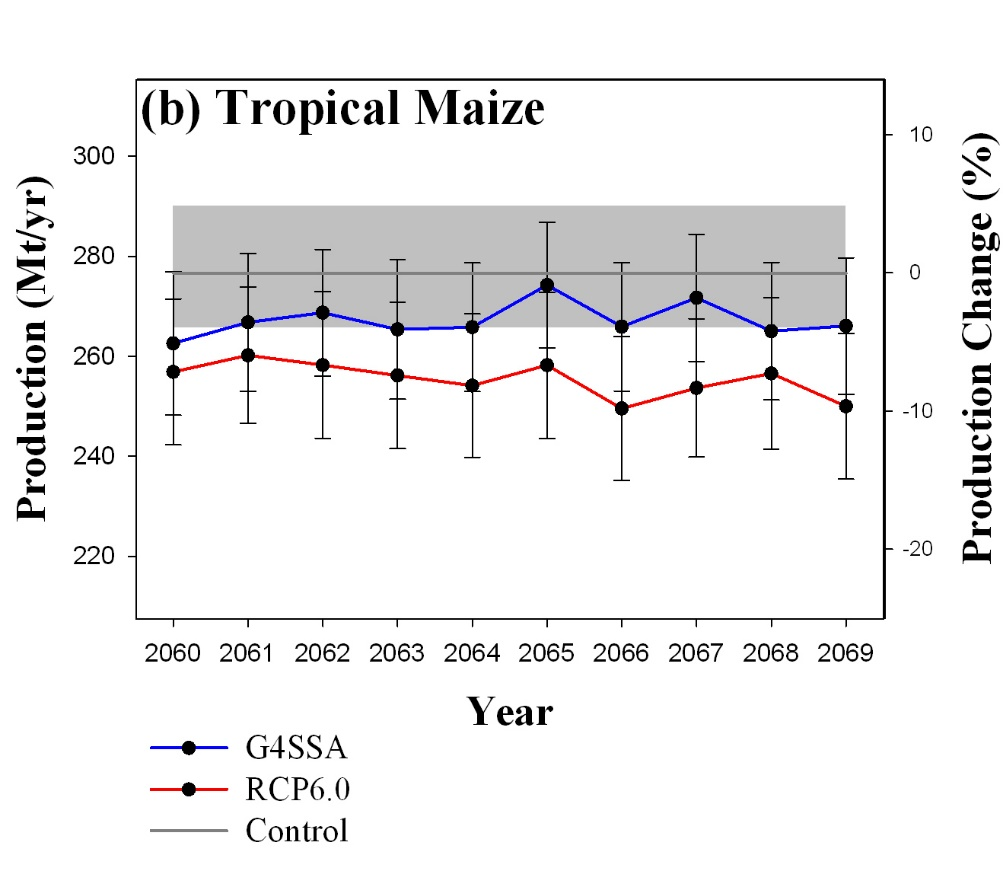 (b) Tropical Maize
Production (Mt/yr)
300
280
260
240
220
10
0
-10
-20
Production Change (%)
2060 2061 2062 2063 2064 2065 2066 2067 2068 2069
Year
G4SSA
RCP6.0
Control